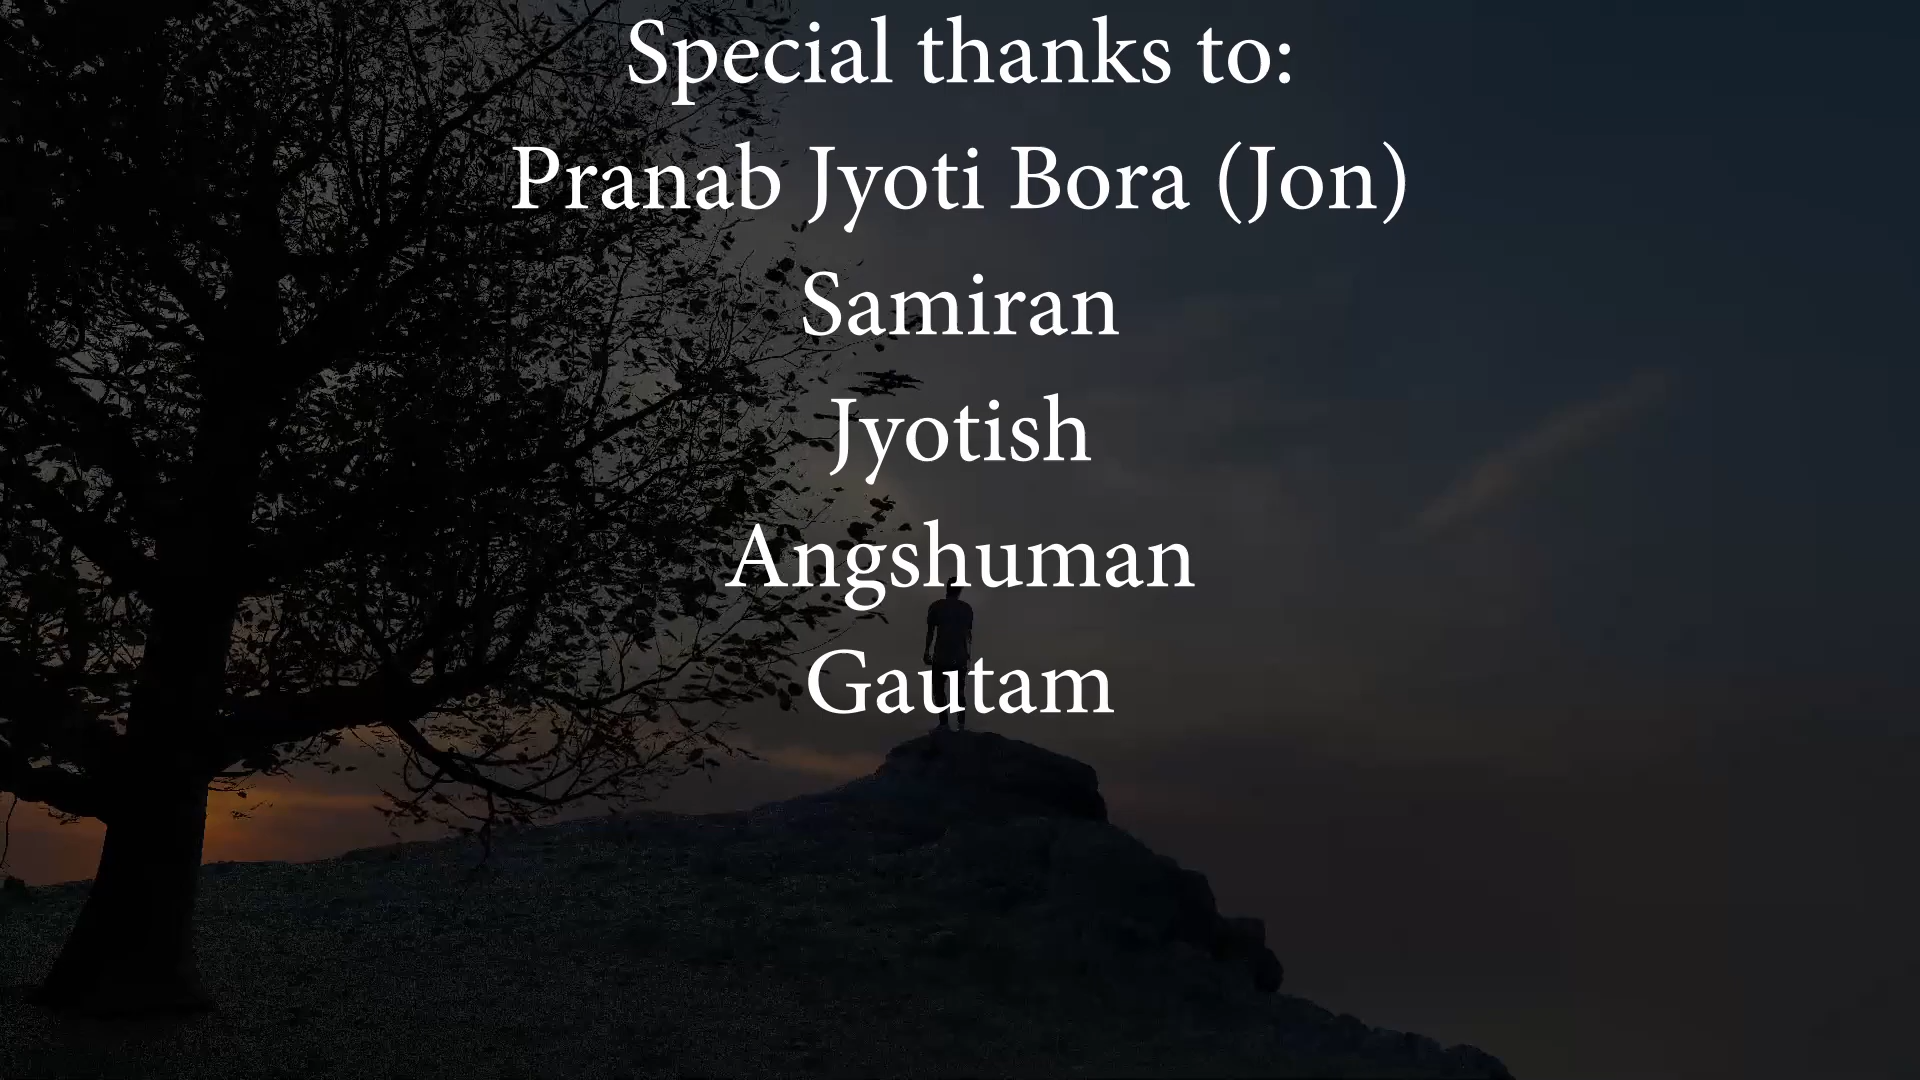 Special thanks to:
Pranab Jyoti Bora (Jon)
Samiran
Jyotish
Angshuman
Gautam